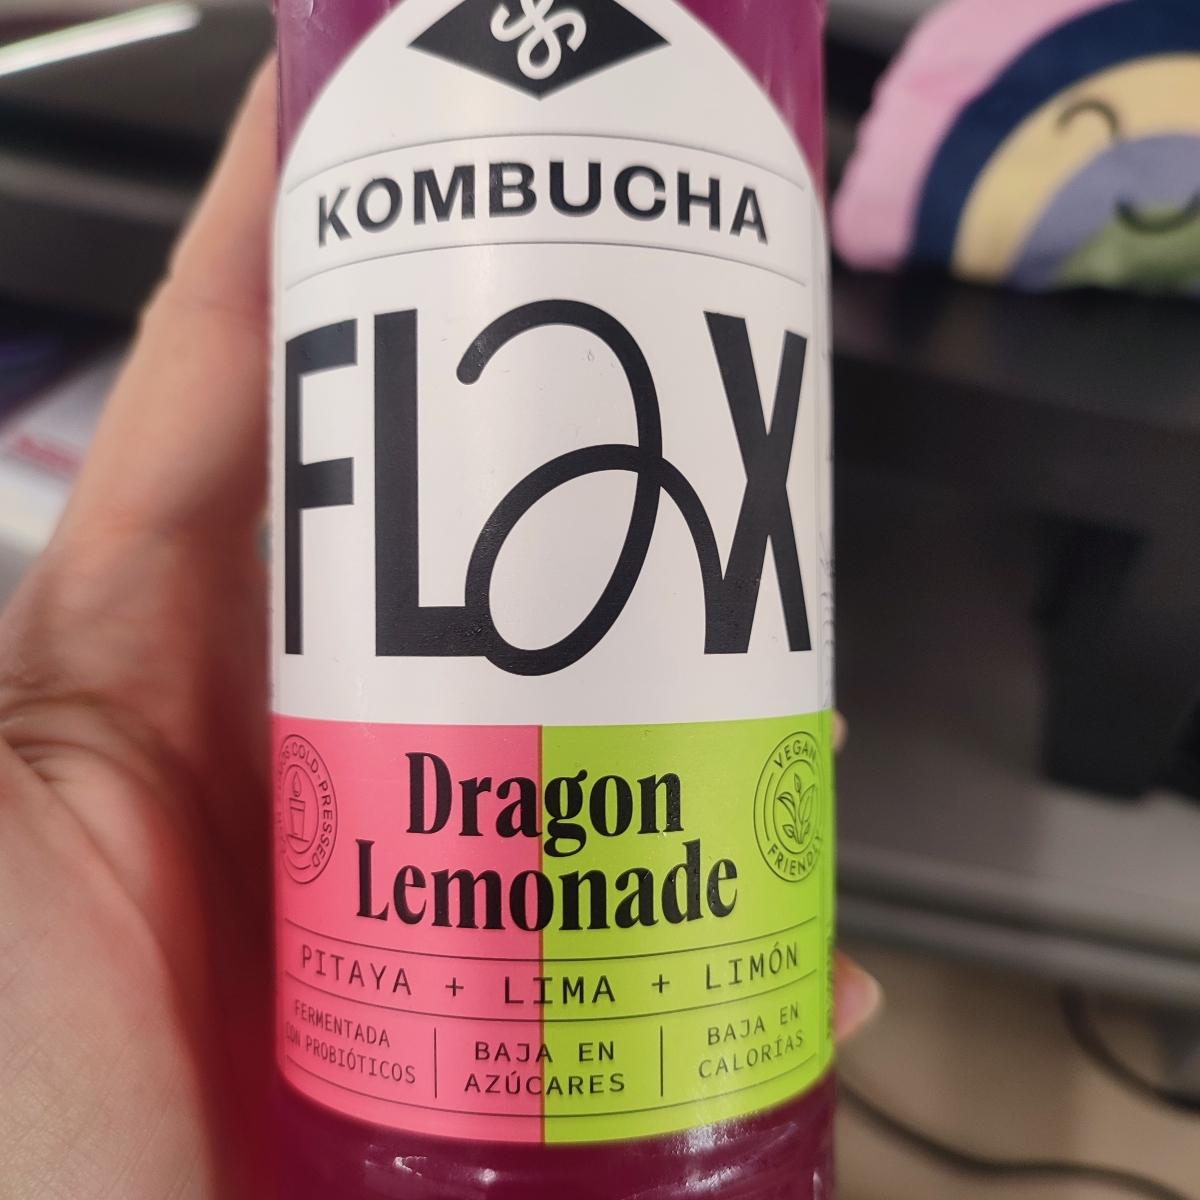 KOMBUCHA
FLaX
COLD-PRESSED
VEGAN
FRIENDLY
Dragon
Lemonade
PITAYA + LIMA + LIMÓN
FERMENTADA
CON PROBIÓTICOS
BAJA EN
AZÚCARES
BAJA EN
CALORÍAS